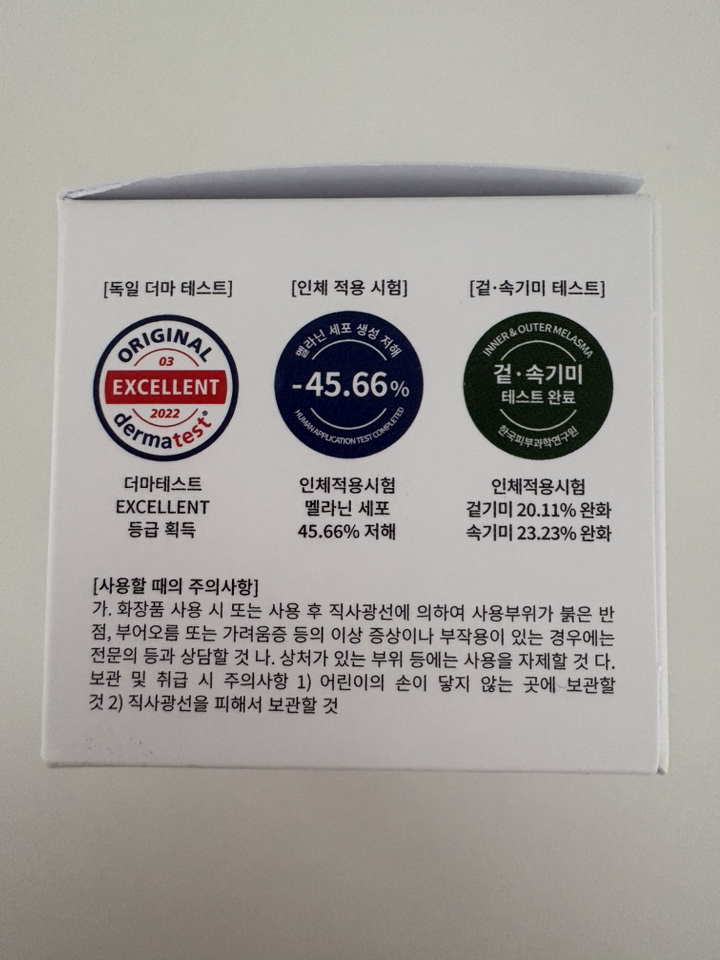 [독일 더마 테스트]
ORIGINAL
03
EXCELLENT
2022
dermatest®
더마테스트
EXCELLENT
등급 획득
[인체 적용 시험]
멜라닌 세포 생성 저해
-45.66%
HUMAN APPLICATION TEST COMPLETED
인체적용시험
멜라닌 세포
45.66% 저해
[겉·속기미 테스트]
INNER & OUTER MELASMA
겉·속기미
테스트 완료
한국피부과학연구원
인체적용시험
겉기미 20.11% 완화
속기미 23.23% 완화
[사용할 때의 주의사항]
가. 화장품 사용 시 또는 사용 후 직사광선에 의하여 사용부위가 붉은 반
점, 부어오름 또는 가려움증 등의 이상 증상이나 부작용이 있는 경우에는
전문의 등과 상담할 것 나. 상처가 있는 부위 등에는 사용을 자제할 것 다.
보관 및 취급 시 주의사항 1) 어린이의 손이 닿지 않는 곳에 보관할
것 2) 직사광선을 피해서 보관할 것